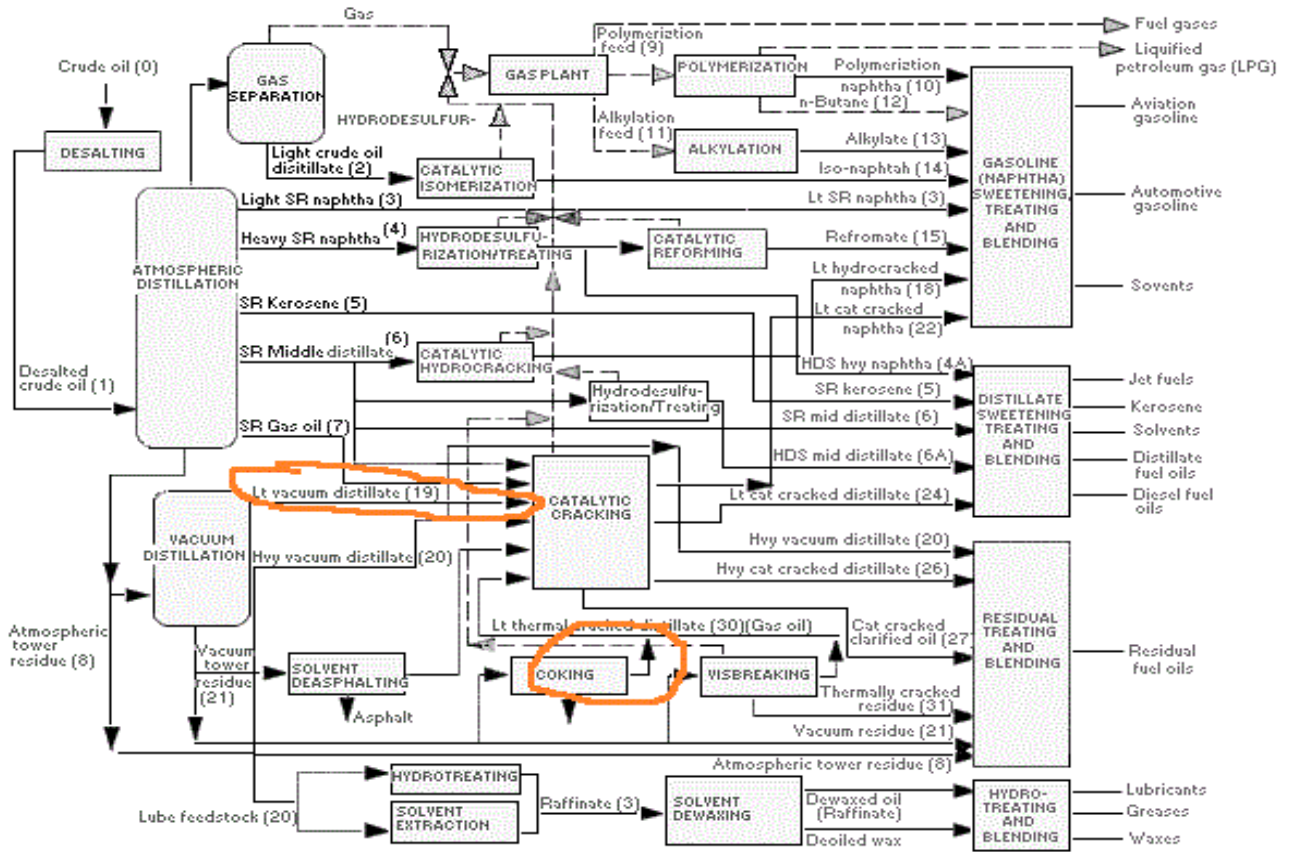 Gas
Crude oil (0)
DESALTING
GAS
SEPARATION
HYDRODESULFUR-
Light crude oil
disitillate (2)
GAS PLANT
Polymeriztion
feed (9)
Alkylation
feed (11)
POLYMERIZATION
ALKYLATION
Polymeriztion
naphtha (10)
n-Butane (12)
Alkylate (13)
Iso-naphtah (14)
Lt SR naphtha (3)
Refromate (15)
Lt hydrocracked
naphtha (18)
Lt cat cracked
naphtha (22)
Fuel gases
Liquified
petroleum gas (LPG)
GASOLINE
(NAPHTHA)
SWEETENING,
TREATING
AND
BLENDING
Aviation
gasoline
Automotive
gasoline
Sovents
CATALYTIC
ISOMERIZATION
Light SR naphtha (3)
Heavy SR naphtha (4)
HYDRODESULFU-
RIZATION/TREATING
CATALYTIC
REFORMING
ATMOSPHERIC
DISTILLATION
SR Kerosene (5)
SR Middle distillate (6)
CATALYTIC
HYDROCRACKING
Hydrodesulfu-
rization/Treating
Desalted
crude oil (1)
SR Gas oil (7)
HDS hvy naphtha (4A)
SR kerosene (5)
SR mid distillate (6)
HDS mid distillate (6A)
Lt cat cracked distillate (24)
DISTILLATE
SWEETENING
TREATING
AND
BLENDING
Jet fuels
Kerosene
Solvents
Distillate
fuel oils
Diesel fuel
oils
Lt vacuum distillate (19)
VACUUM
DISTILLATION
Hvy vacuum distillate (20)
CATALYTIC
CRACKING
Hvy vacuum distillate (20)
Hvy cat cracked distillate (26)
Lt thermal cracked distillate (30)(Gas oil)
Cat cracked
clarified oil (27)
Atmospheric
tower
residue (8)
Vacuum
tower
residue
(21)
SOLVENT
DEASPHALTING
Asphalt
COKING
VISBREAKING
Thermally cracked
residue (31)
Vacuum residue (21)
Atmospheric tower residue (8)
RESIDUAL
TREATING
AND
BLENDING
Residual
fuel oils
Lube feedstock (20)
HYDROTREATING
SOLVENT
EXTRACTION
Raffinate (3)
SOLVENT
DEWAXING
Dewaxed oil
(Raffinate)
Deoiled wax
HYDRO-
TREATING
AND
BLENDING
Lubricants
Greases
Waxes